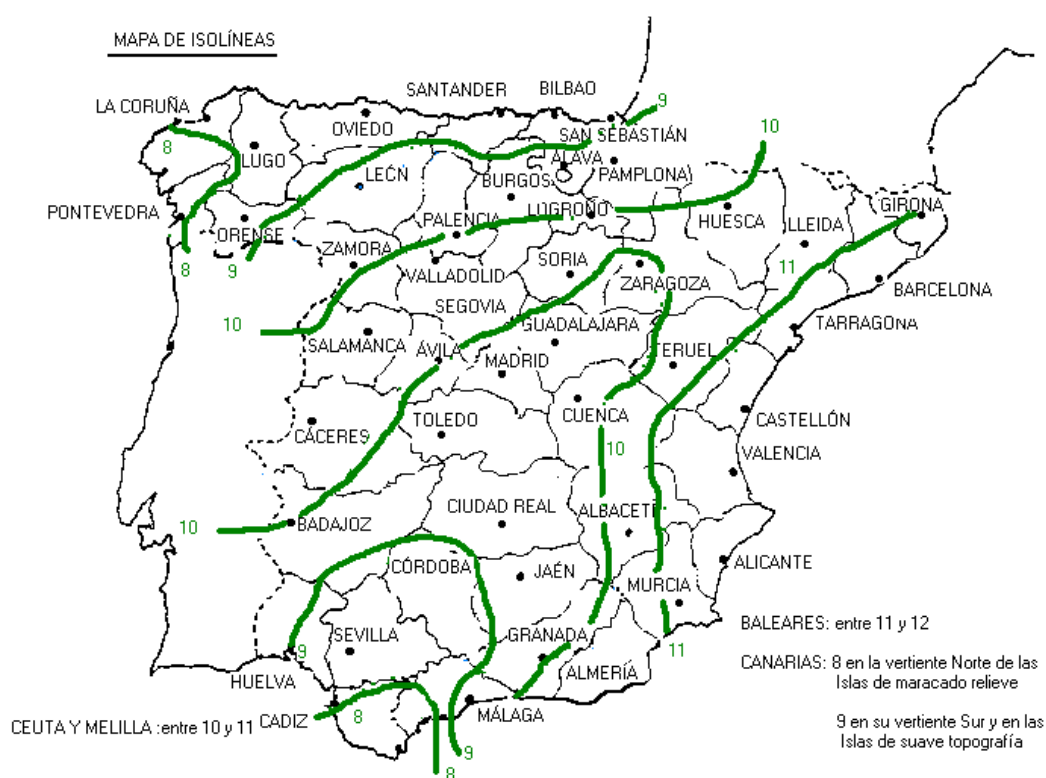 MAPA DE ISOLÍNEAS
SANTANDER
BILBAO
LA CORUÑA
9
OVIEDO
10
SAN SEBASTIÁN
8
LUGO
ALAVA
LEÓN
PAMPLONA
BURGOS
PONTEVEDRA
LOGROÑO
GIRONA
PALENCIA
HUESCA
ORENSE
LLEIDA
ZAMORA
SORIA
8
9
VALLADOLID
11
ZARAGOZA
BARCELONA
SEGOVIA
10
GUADALAJARA
TARRAGONA
SALAMANCA
ÁVILA
TERUEL
MADRID
CUENCA
TOLEDO
CASTELLÓN
CÁCERES
10
VALENCIA
CIUDAD REAL
ALBACETE
10
BADAJOZ
CÓRDOBA
JAÉN
ALICANTE
MURCIA
SEVILLA
GRANADA
BALEARES: entre 11 y 12
9
11
ALMERÍA
CANARIAS: 8 en la vertiente Norte de las
Islas de maracado relieve
HUELVA
8
MÁLAGA
CEUTA Y MELILLA :entre 10 y 11
CADIZ
9 en su vertiente Sur y en las
Islas de suave topografía
9
8